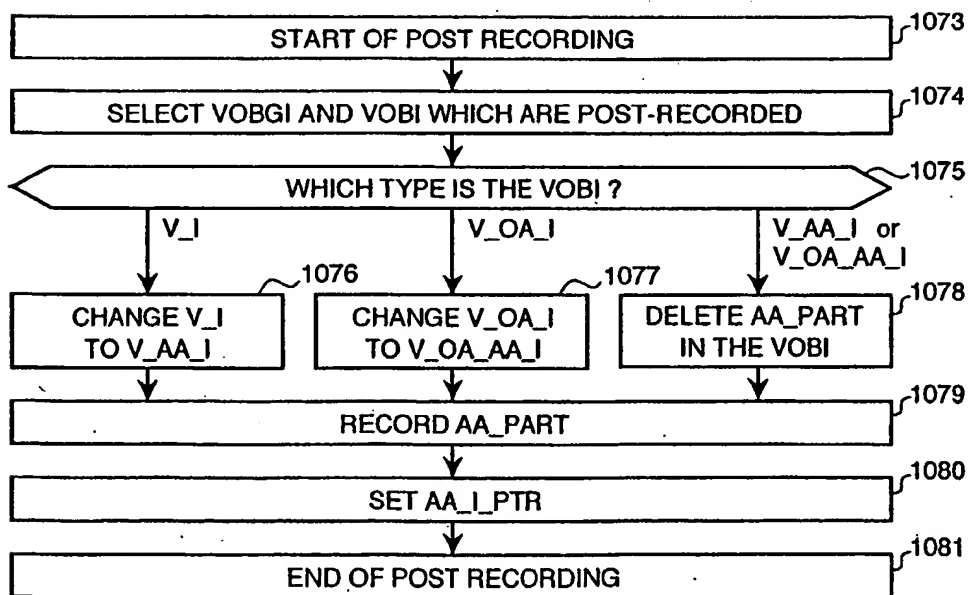 START OF POST RECORDING
1073
SELECT VOBGI AND VOBI WHICH ARE POST-RECORDED
1074
WHICH TYPE IS THE VOBI ?
1075
V_I
V_OA_I
V_AA_I or
V_OA_AA_I
1076
CHANGE V_I
TO V_AA_I
1077
CHANGE V_OA_I
TO V_OA_AA_I
1078
DELETE AA_PART
IN THE VOBI
1079
RECORD AA_PART
1080
SET AA_I_PTR
1081
END OF POST RECORDING